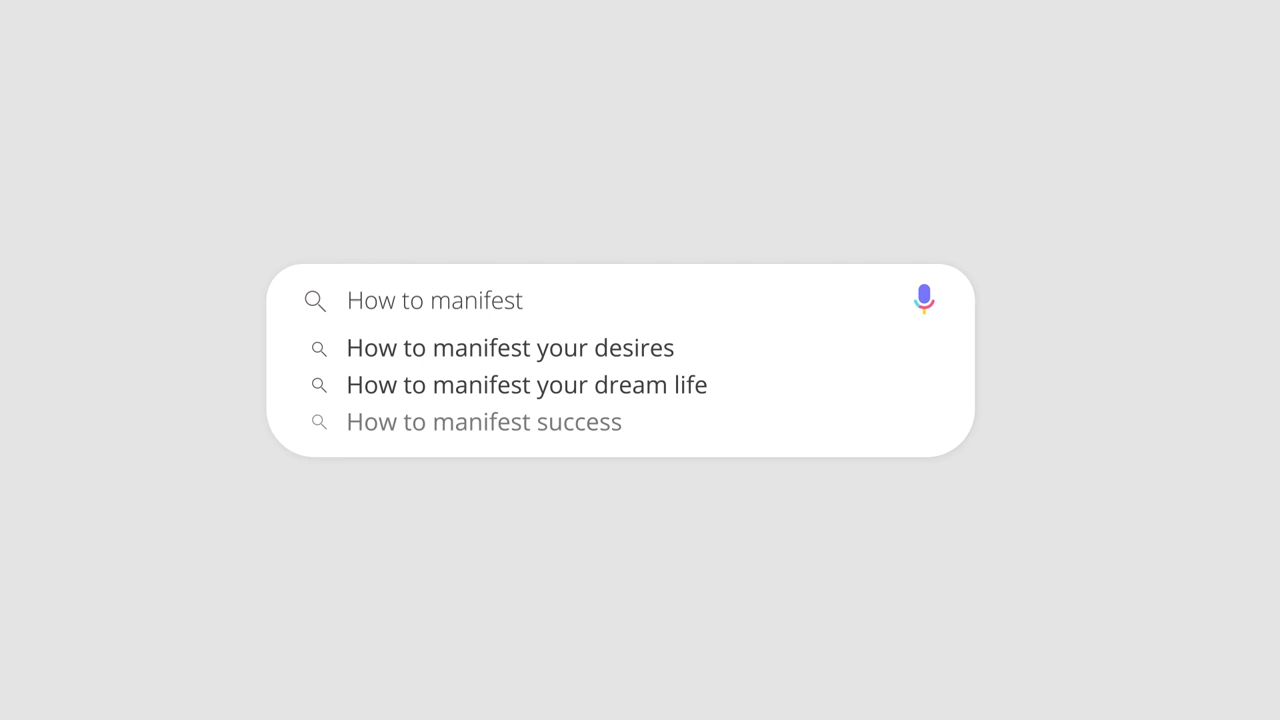 How to manifest
How to manifest your desires
How to manifest your dream life
How to manifest success